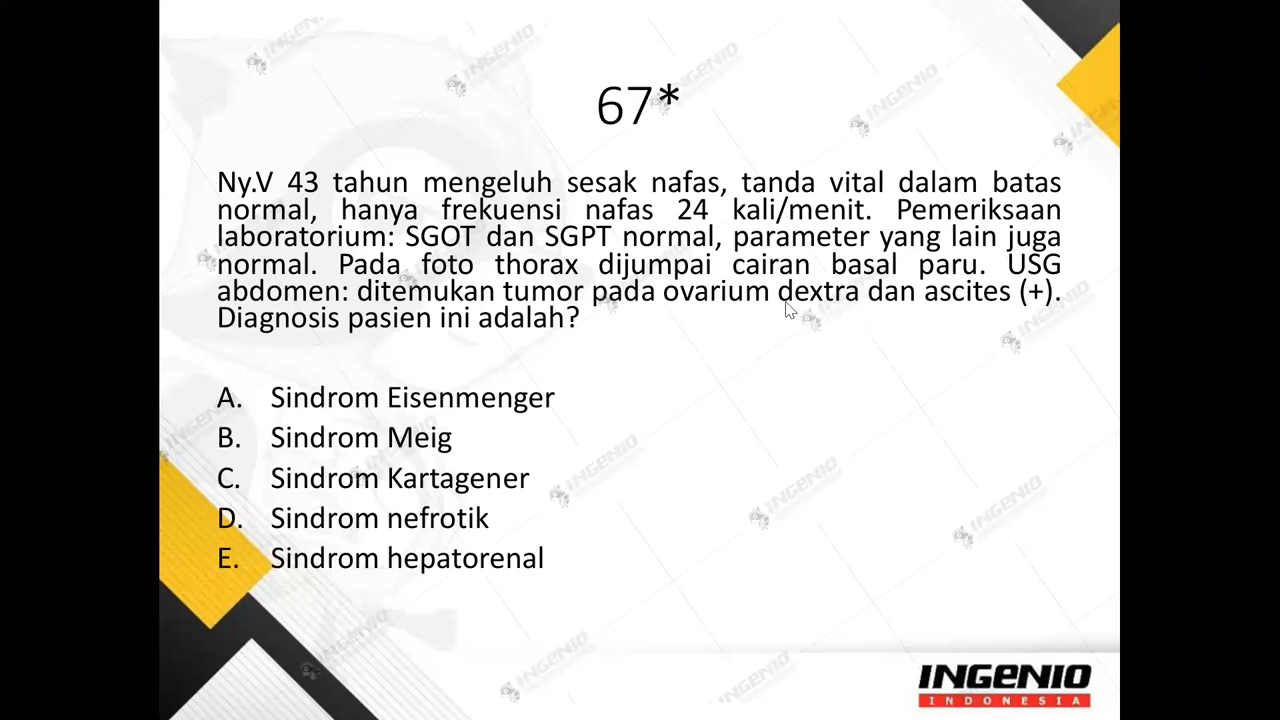 67*
Ny.V 43 tahun mengeluh sesak nafas, tanda vital dalam batas
normal, hanya frekuensi nafas 24 kali/menit. Pemeriksaan
laboratorium: SGOT dan SGPT normal, parameter yang lain juga
normal. Pada foto thorax dijumpai cairan basal paru. USG
abdomen: ditemukan tumor pada ovarium dextra dan ascites (+).
Diagnosis pasien ini adalah?
A. Sindrom Eisenmenger
B. Sindrom Meig
C. Sindrom Kartagener
D. Sindrom nefrotik
E. Sindrom hepatorenal
INGENIO
INDONESIA